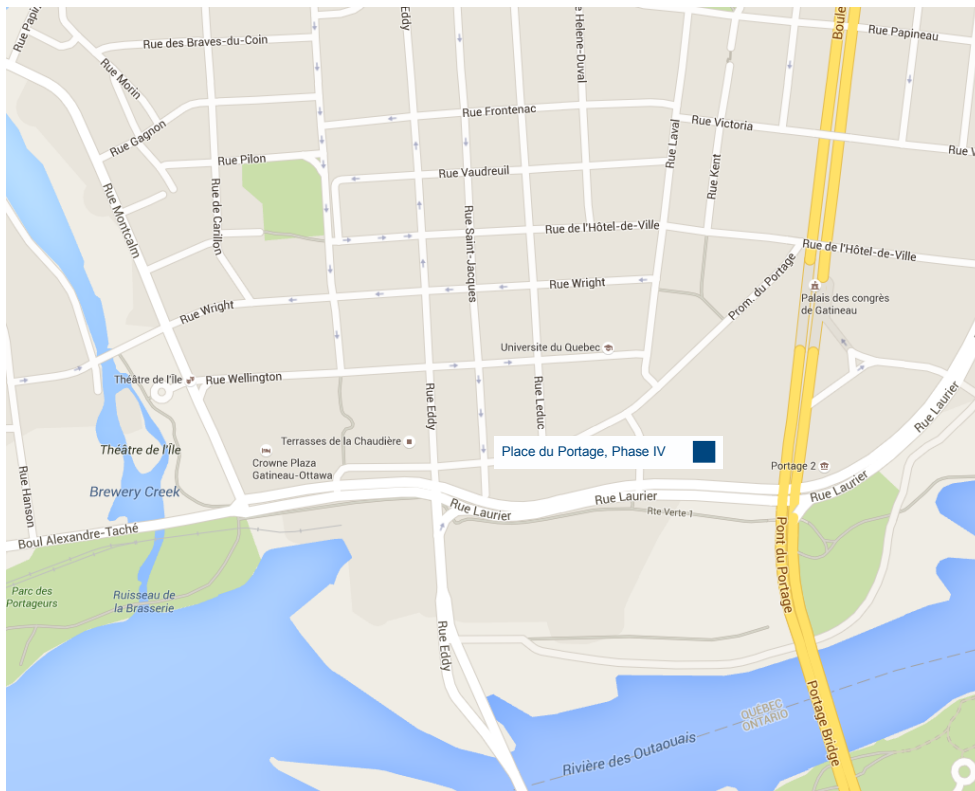 Rue Papin
Rue des Braves-du-Coin
Eddy
e Helene-Duval
Boule
Rue Papineau
Rue Morin
Rue Gagnon
Rue Frontenac
Rue Victoria
Rue V
Rue Pilon
Rue Vaudreuil
Rue Laval
Rue Kent
Rue Montcalm
Rue de Carillon
Rue Saint-Jacques
Rue de l'Hôtel-de-Ville
Rue de l'Hôtel-de-Ville
Rue Wright
Rue Wright
Prom. du Portage
Palais des congrès
de Gatineau
Universite du Quebec
Théâtre de l'Île
Rue Wellington
Rue Eddy
Rue Leduc
Rue Laurier
Théâtre de l'Île
Terrasses de la Chaudière
Place du Portage, Phase IV
Crowne Plaza
Gatineau-Ottawa
Portage 2
Rue Hanson
Brewery Creek
Rue Laurier
Rue Laurier
Rue Laurier
Rte Verte 1
Boul Alexandre-Taché
Pont du Portage
Parc des
Portageurs
Ruisseau de
la Brasserie
Rue Eddy
Portage Bridge
QUÉBEC
ONTARIO
Rivière des Outaouais